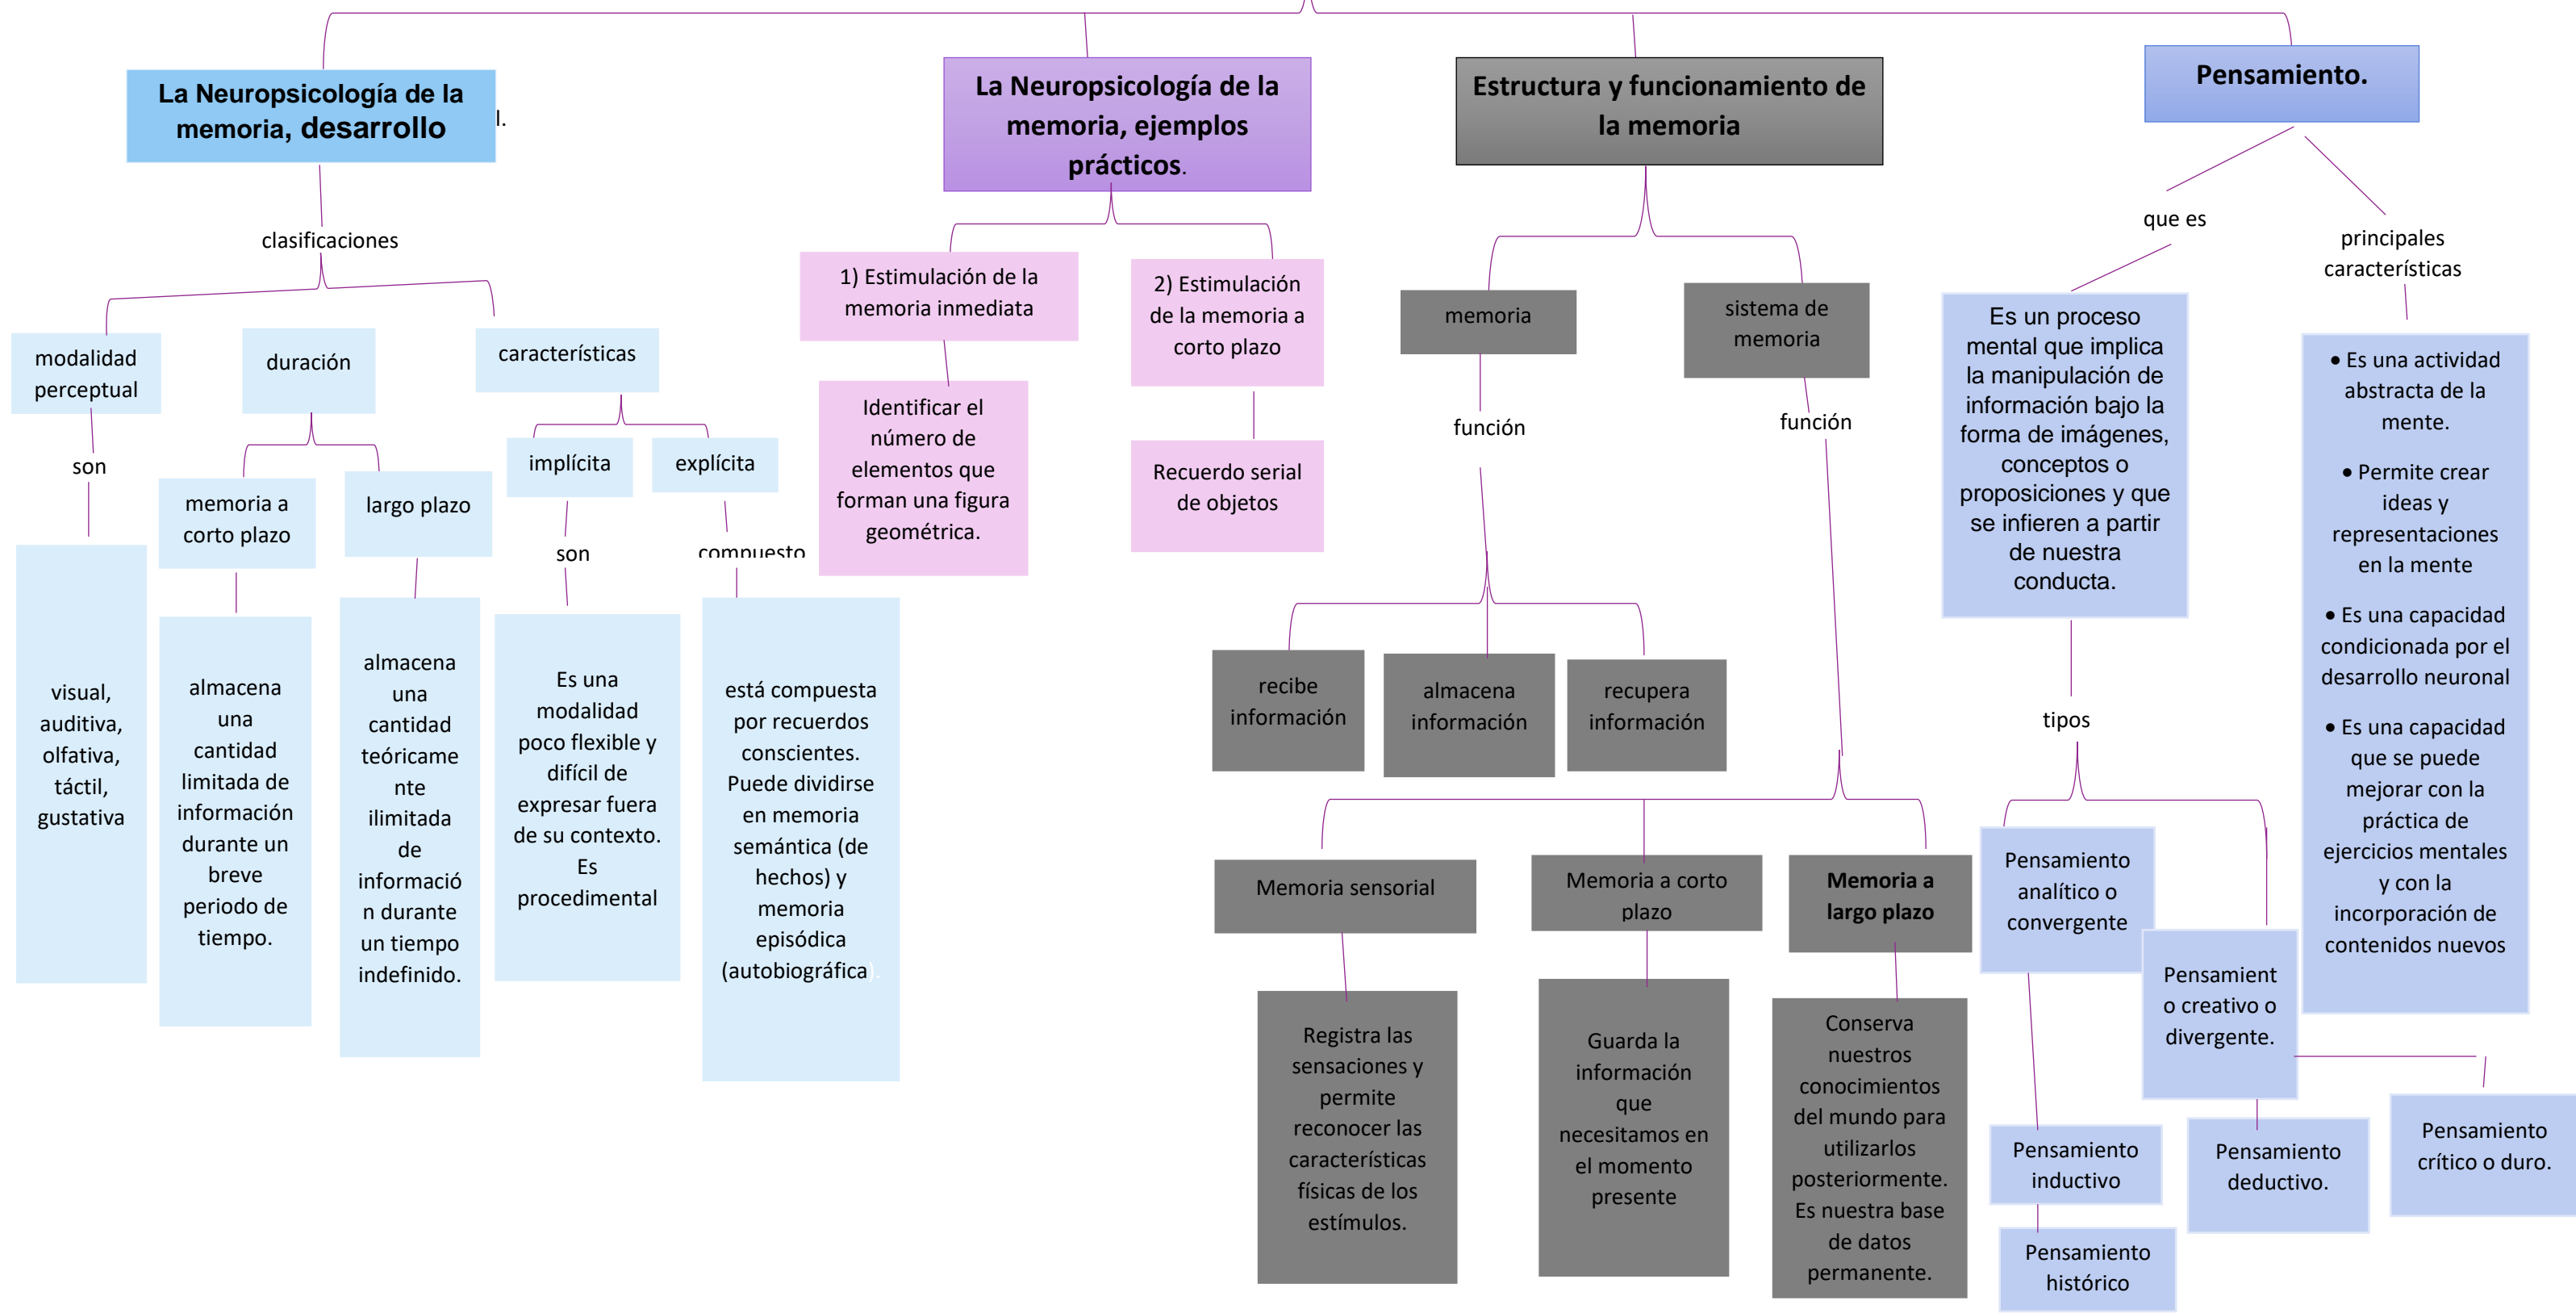 La Neuropsicología de la
memoria, desarrollo
l.
clasificaciones
modalidad
perceptual
son
visual,
auditiva,
olfativa,
táctil,
gustativa
duración
memoria a
corto plazo
almacena
una
cantidad
limitada de
información
durante un
breve
periodo de
tiempo.
largo plazo
almacena
una
cantidad
teóricame
nte
ilimitada
de
informació
n durante
un tiempo
indefinido.
características
implícita
son
Es una
modalidad
poco flexible y
difícil de
expresar fuera
de su contexto.
Es
procedimental
explícita
compuesto
está compuesta
por recuerdos
conscientes.
Puede dividirse
en memoria
semántica (de
hechos) y
memoria
episódica
(autobiográfica).
La Neuropsicología de la
memoria, ejemplos
prácticos.
1) Estimulación de la
memoria inmediata
Identificar el
número de
elementos que
forman una figura
geométrica.
2) Estimulación
de la memoria a
corto plazo
Recuerdo serial
de objetos
Estructura y funcionamiento de
la memoria
memoria
función
recibe
información
almacena
información
recupera
información
sistema de
memoria
función
Memoria sensorial
Registra las
sensaciones y
permite
reconocer las
características
físicas de los
estímulos.
Memoria a corto
plazo
Guarda la
información
que
necesitamos en
el momento
presente
Memoria a
largo plazo
Conserva
nuestros
conocimientos
del mundo para
utilizarlos
posteriormente.
Es nuestra base
de datos
permanente.
Pensamiento.
que es
Es un proceso
mental que implica
la manipulación de
información bajo la
forma de imágenes,
conceptos o
proposiciones y que
se infieren a partir
de nuestra
conducta.
tipos
Pensamiento
analítico o
convergente
Pensamient
o creativo o
divergente.
Pensamiento
inductivo
Pensamiento
deductivo.
Pensamiento
crítico o duro.
Pensamiento
histórico
principales
características
• Es una actividad
abstracta de la
mente.
• Permite crear
ideas y
representaciones
en la mente
• Es una capacidad
condicionada por el
desarrollo neuronal
• Es una capacidad
que se puede
mejorar con la
práctica de
ejercicios mentales
y con la
incorporación de
contenidos nuevos